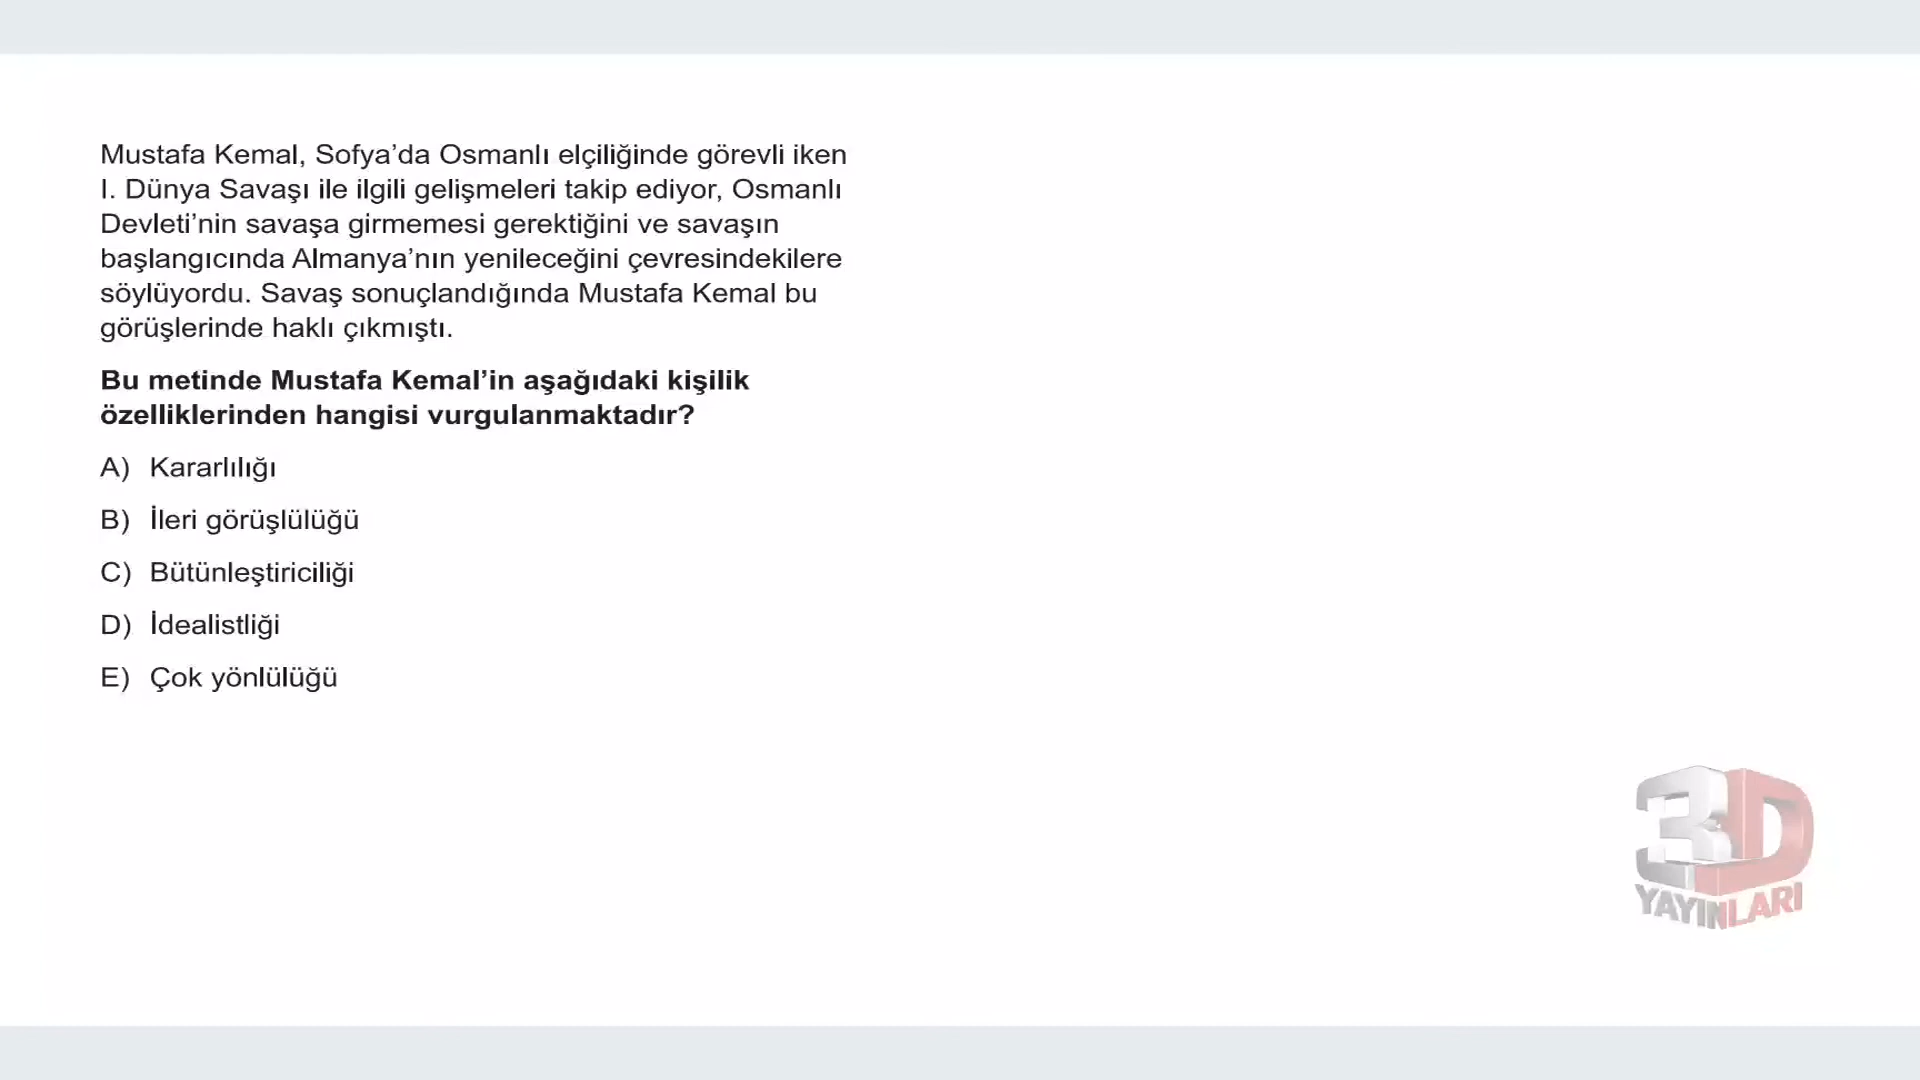 Mustafa Kemal, Sofya’da Osmanlı elçiliğinde görevli iken
I. Dünya Savaşı ile ilgili gelişmeleri takip ediyor, Osmanlı
Devleti’nin savaşa girmemesi gerektiğini ve savaşın
başlangıcında Almanya’nın yenileceğini çevresindekilere
söylüyordu. Savaş sonuçlandığında Mustafa Kemal bu
görüşlerinde haklı çıkmıştı.
Bu metinde Mustafa Kemal’in aşağıdaki kişilik
özelliklerinden hangisi vurgulanmaktadır?
A) Kararlılığı
B) İleri görüşlülüğü
C) Bütünleştiriciliği
D) İdealistliği
E) Çok yönlülüğü
3D
YAYINLARI